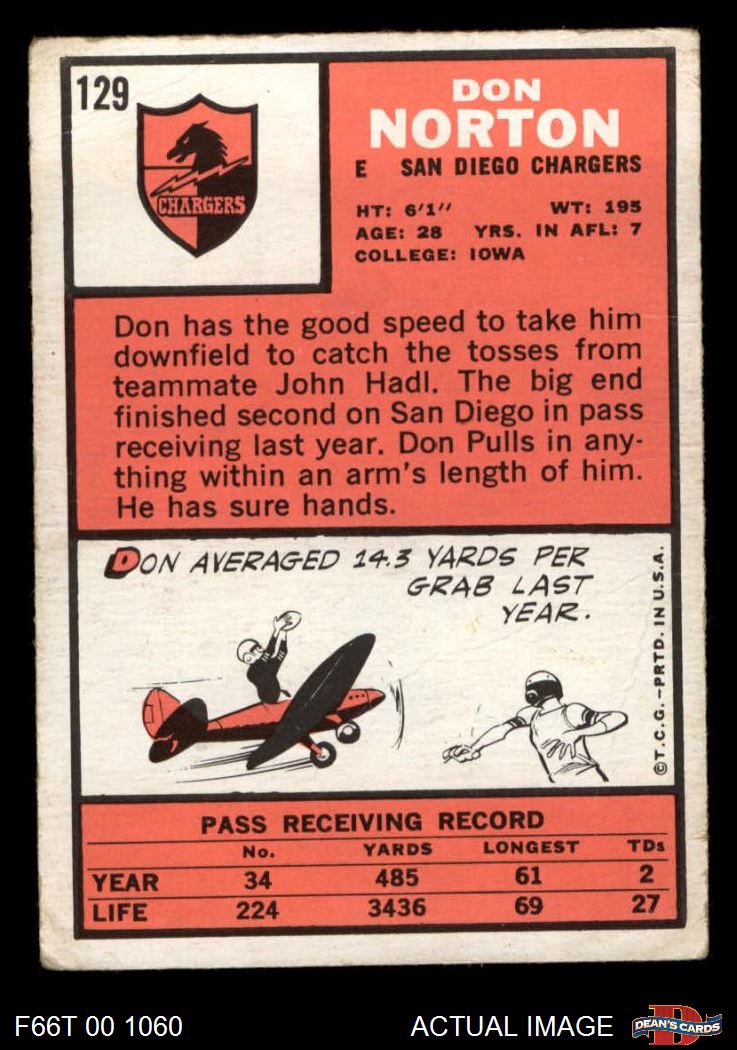 129
CHARGERS
DON
NORTON
E SAN DIEGO CHARGERS
HT: 6'1" WT: 195
AGE: 28 YRS. IN AFL: 7
COLLEGE: IOWA
Don has the good speed to take him
downfield to catch the tosses from
teammate John Hadl. The big end
finished second on San Diego in pass
receiving last year. Don Pulls in any-
thing within an arm's length of him.
He has sure hands.
DON AVERAGED 14.3 YARDS PER
GRAB LAST
YEAR.
©T.C.G.-PRTD. IN U.S.A.
PASS RECEIVING RECORD
No. YARDS LONGEST TDs
YEAR 34 485 61 2
LIFE 224 3436 69 27
F66T 00 1060 ACTUAL IMAGE
DEAN'S CARDS